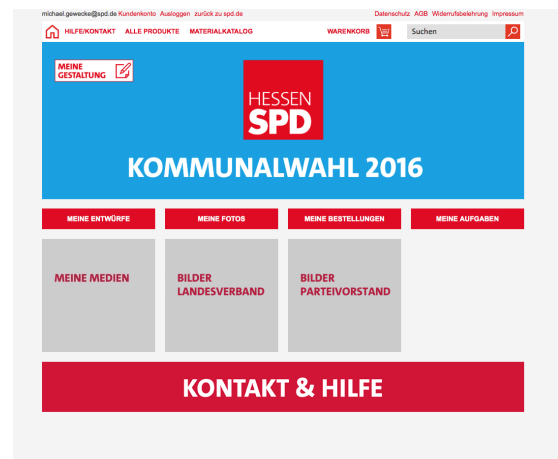 michael.gewecke@spd.de Kundenkonto Ausloggen zurück zu spd.de
Datenschutz AGB Widerrufsbelehrung Impressum
HILFE/KONTAKT ALLE PRODUKTE MATERIALKATALOG
WARENKORB
Suchen
MEINE
GESTALTUNG
HESSEN
SPD
KOMMUNALWAHL 2016
MEINE ENTWÜRFE
MEINE FOTOS
MEINE BESTELLUNGEN
MEINE AUFGABEN
MEINE MEDIEN
BILDER
LANDESVERBAND
BILDER
PARTEIVORSTAND
KONTAKT & HILFE